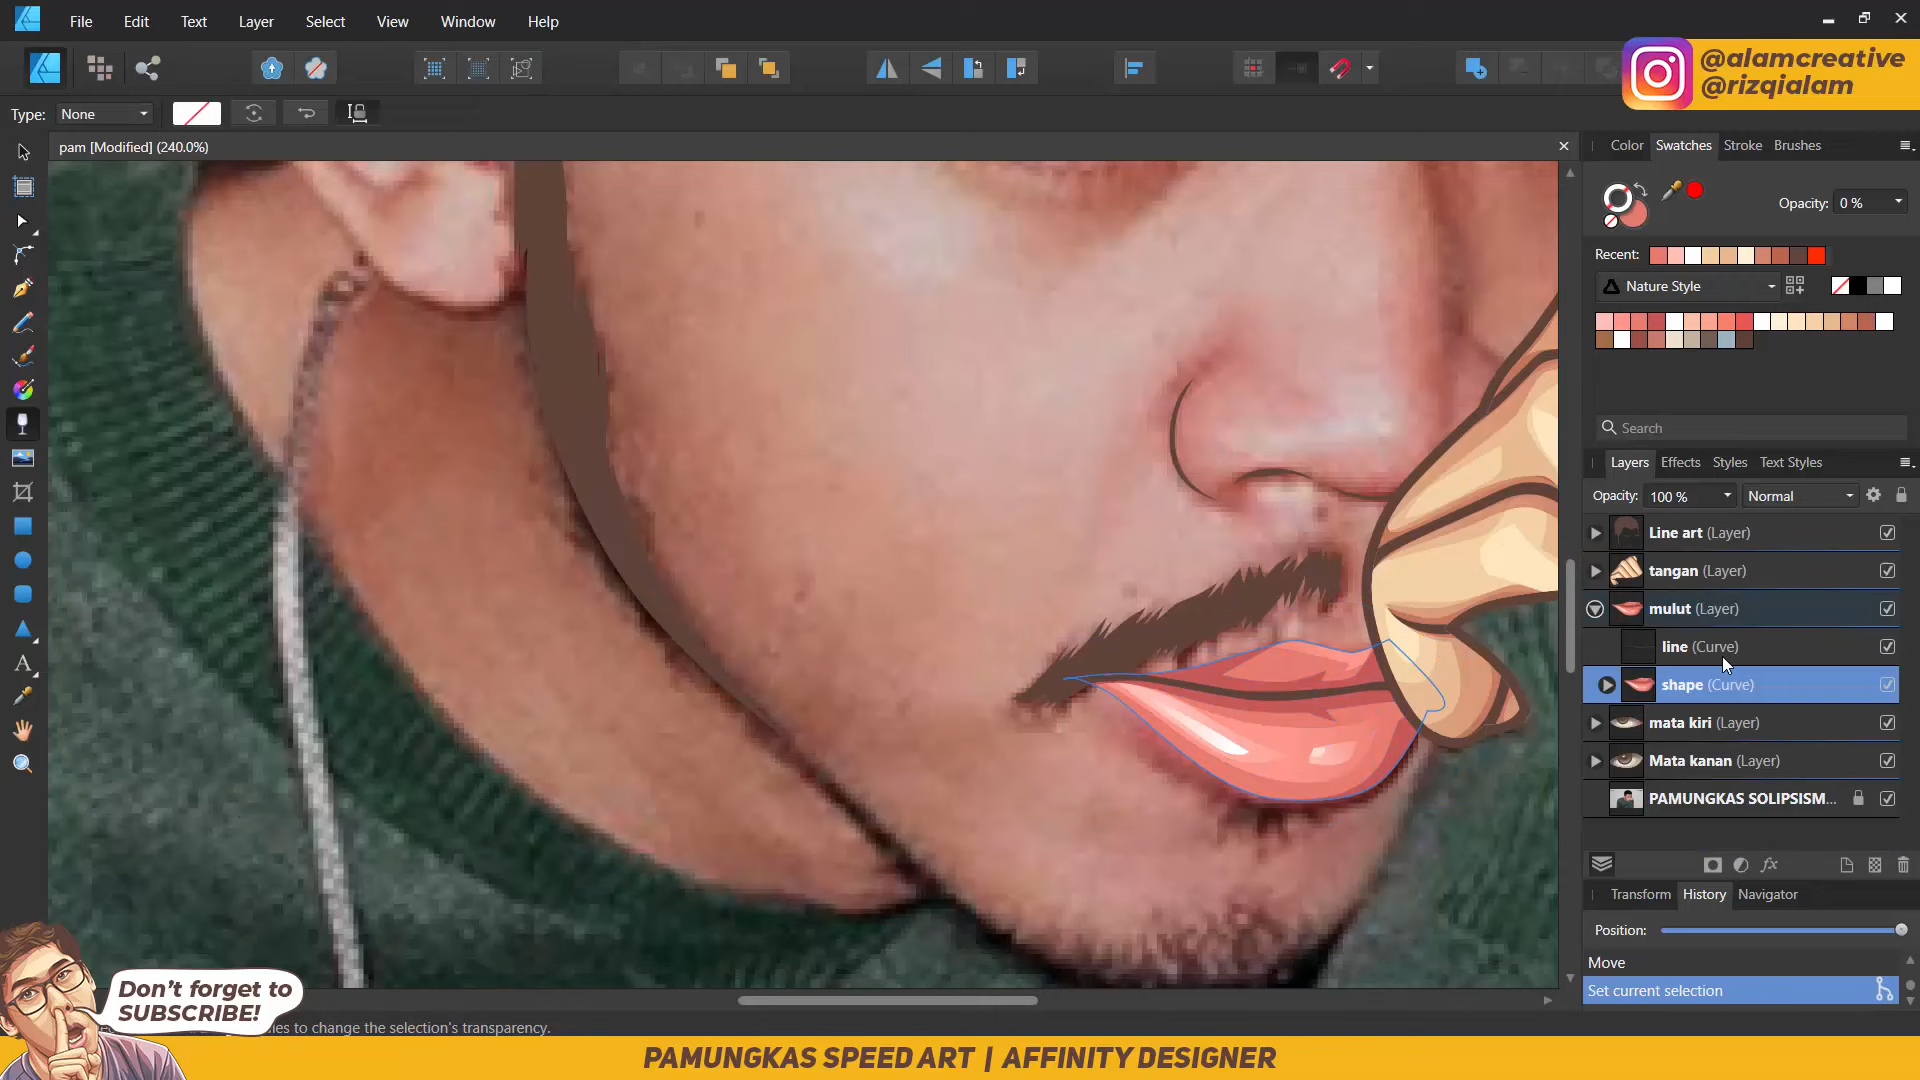 File Edit Text Layer Select View Window Help
@alamcreative
@rizqialam
Type: None
pam [Modified] (240.0%)
Color Swatches Stroke Brushes
Opacity: 0 %
Recent:
Nature Style
Search
Layers Effects Styles Text Styles
Opacity: 100 % Normal
Line art (Layer)
tangan (Layer)
mulut (Layer)
line (Curve)
shape (Curve)
mata kiri (Layer)
Mata kanan (Layer)
PAMUNGKAS SOLIPSISM...
Transform History Navigator
Position:
Move
Set current selection
Don't forget to
SUBSCRIBE!
to change the selection's transparency.
PAMUNGKAS SPEED ART | AFFINITY DESIGNER